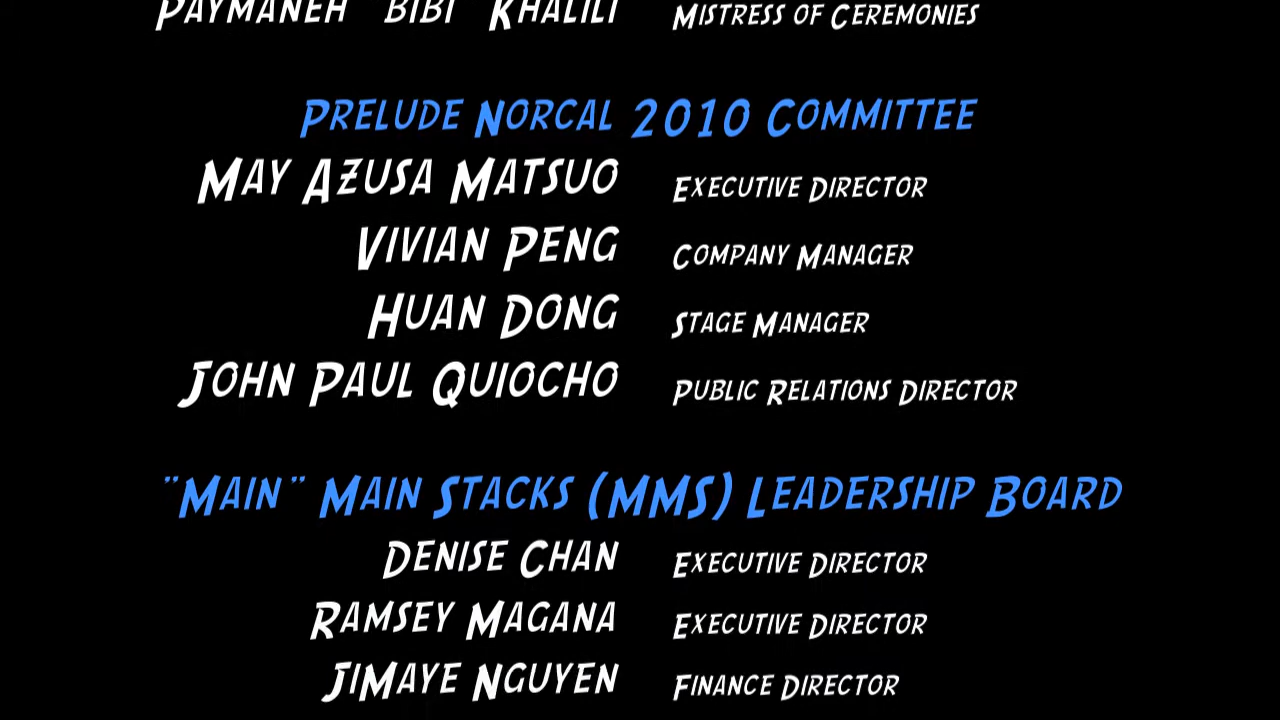 Paymaneh "Bibi" Khalili Mistress of Ceremonies
Prelude Norcal 2010 Committee
May Azusa Matsuo Executive Director
Vivian Peng Company Manager
Huan Dong Stage Manager
John Paul Quiocho Public Relations Director
"Main" Main Stacks (MMS) Leadership Board
Denise Chan Executive Director
Ramsey Magana Executive Director
JiMaye Nguyen Finance Director